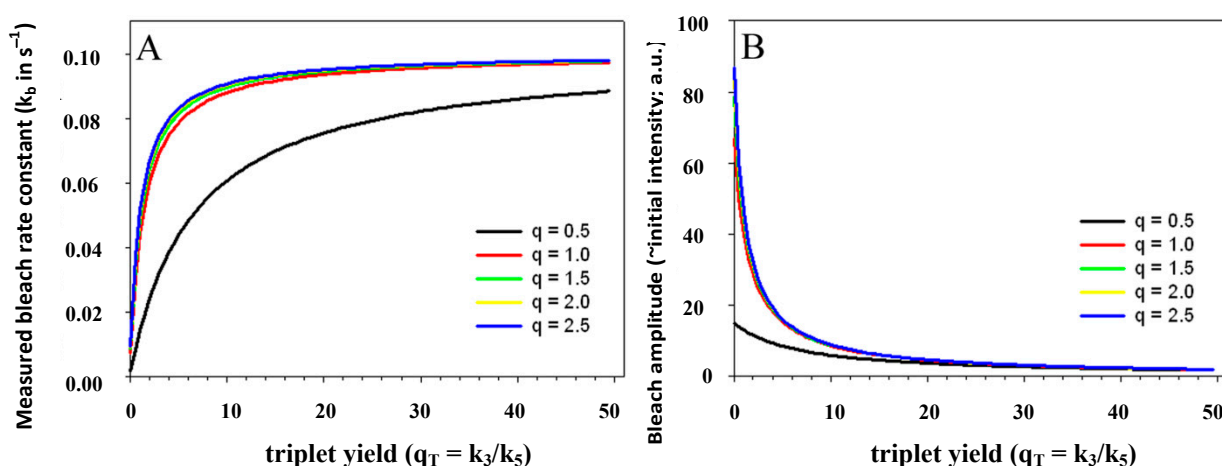 A
Measured bleach rate constant (k_b in s⁻¹)
0.10
0.08
0.06
0.04
0.02
0.00
q = 0.5
q = 1.0
q = 1.5
q = 2.0
q = 2.5
0 10 20 30 40 50
triplet yield (q_T = k₃/k₅)
B
Bleach amplitude (~initial intensity; a.u.)
100
80
60
40
20
0
q = 0.5
q = 1.0
q = 1.5
q = 2.0
q = 2.5
0 10 20 30 40 50
triplet yield (q_T = k₃/k₅)